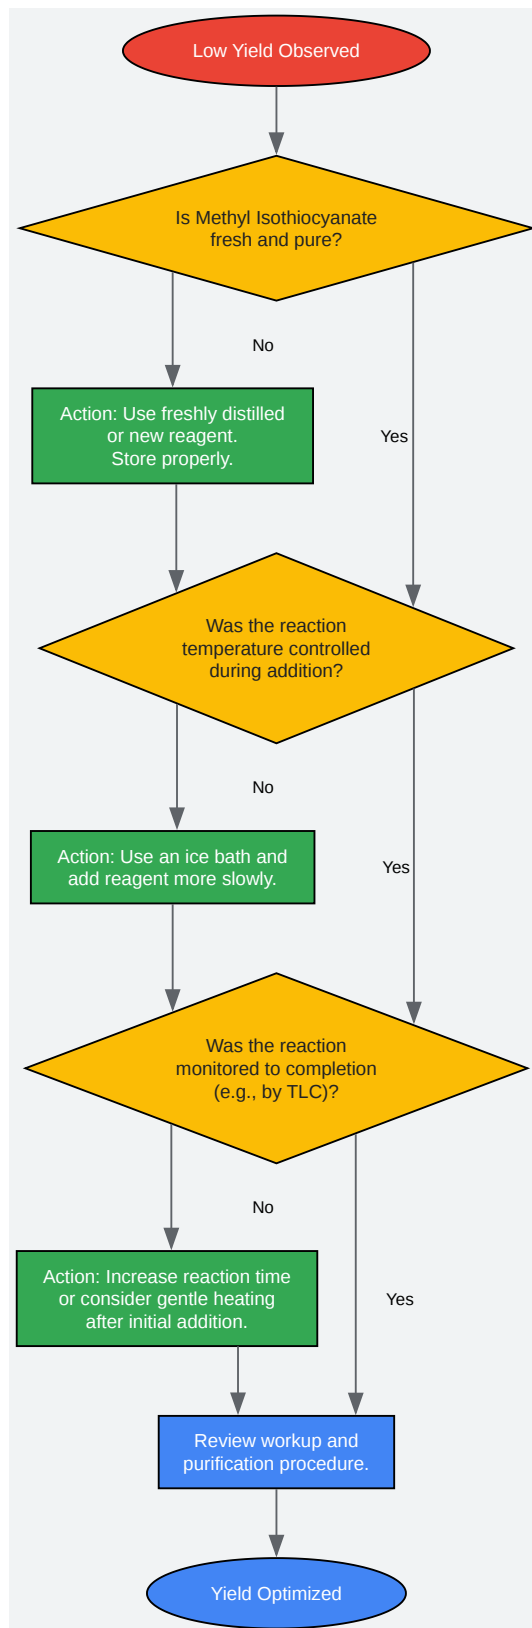 Low Yield Observed
Is Methyl Isothiocyanate
fresh and pure?
No
Action: Use freshly distilled
or new reagent.
Store properly.
Yes
Was the reaction
temperature controlled
during addition?
No
Action: Use an ice bath and
add reagent more slowly.
Yes
Was the reaction
monitored to completion
(e.g., by TLC)?
No
Action: Increase reaction time
or consider gentle heating
after initial addition.
Yes
Review workup and
purification procedure.
Yield Optimized